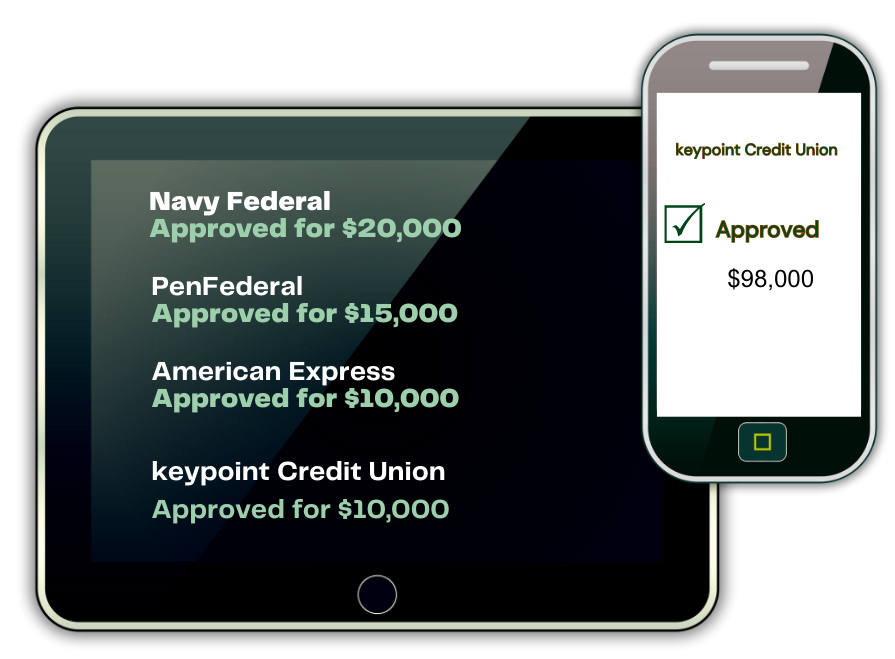 Navy Federal
Approved for $20,000
PenFederal
Approved for $15,000
American Express
Approved for $10,000
keypoint Credit Union
Approved for $10,000
keypoint Credit Union
Approved
$98,000